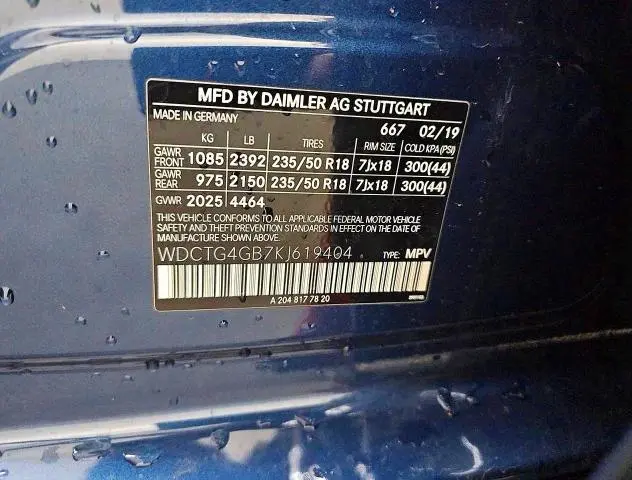 MFD BY DAIMLER AG STUTTGART
MADE IN GERMANY 667 02/19
KG LB TIRES RIM SIZE COLD KPA(PSI)
GAWR FRONT 1085 2392 235/50 R18 7Jx18 300(44)
GAWR REAR 975 2150 235/50 R18 7Jx18 300(44)
GVWR 2025 4464
THIS VEHICLE CONFORMS TO ALL APPLICABLE FEDERAL MOTOR VEHICLE
SAFETY AND THEFT PREVENTION STANDARDS IN EFFECT ON THE DATE OF
MANUFACTURE SHOWN ABOVE.
WDCTG4GB7KJ619404 TYPE: MPV
A 204 817 78 20